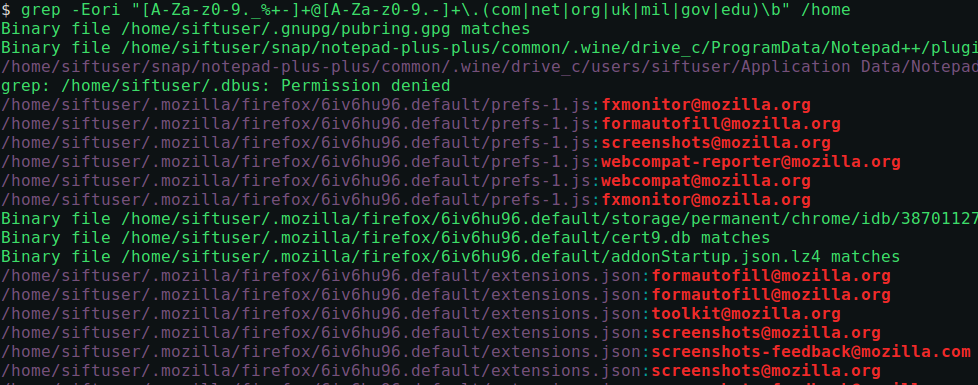 $ grep -Eori "[A-Za-z0-9._%+-]+@[A-Za-z0-9.-]+\.(com|net|org|uk|mil|gov|edu)\b" /home
Binary file /home/siftuser/.gnupg/pubring.gpg matches
Binary file /home/siftuser/snap/notepad-plus-plus/common/.wine/drive_c/ProgramData/Notepad++/plugi
/home/siftuser/snap/notepad-plus-plus/common/.wine/drive_c/users/siftuser/Application Data/Notepad
grep: /home/siftuser/.dbus: Permission denied
/home/siftuser/.mozilla/firefox/6iv6hu96.default/prefs-1.js:fxmonitor@mozilla.org
/home/siftuser/.mozilla/firefox/6iv6hu96.default/prefs-1.js:formautofill@mozilla.org
/home/siftuser/.mozilla/firefox/6iv6hu96.default/prefs-1.js:screenshots@mozilla.org
/home/siftuser/.mozilla/firefox/6iv6hu96.default/prefs-1.js:webcompat-reporter@mozilla.org
/home/siftuser/.mozilla/firefox/6iv6hu96.default/prefs-1.js:webcompat@mozilla.org
/home/siftuser/.mozilla/firefox/6iv6hu96.default/prefs-1.js:fxmonitor@mozilla.org
Binary file /home/siftuser/.mozilla/firefox/6iv6hu96.default/storage/permanent/chrome/idb/38701127
Binary file /home/siftuser/.mozilla/firefox/6iv6hu96.default/cert9.db matches
Binary file /home/siftuser/.mozilla/firefox/6iv6hu96.default/addonStartup.json.lz4 matches
/home/siftuser/.mozilla/firefox/6iv6hu96.default/extensions.json:formautofill@mozilla.org
/home/siftuser/.mozilla/firefox/6iv6hu96.default/extensions.json:formautofill@mozilla.org
/home/siftuser/.mozilla/firefox/6iv6hu96.default/extensions.json:toolkit@mozilla.org
/home/siftuser/.mozilla/firefox/6iv6hu96.default/extensions.json:screenshots@mozilla.org
/home/siftuser/.mozilla/firefox/6iv6hu96.default/extensions.json:screenshots-feedback@mozilla.com
/home/siftuser/.mozilla/firefox/6iv6hu96.default/extensions.json:screenshots@mozilla.org